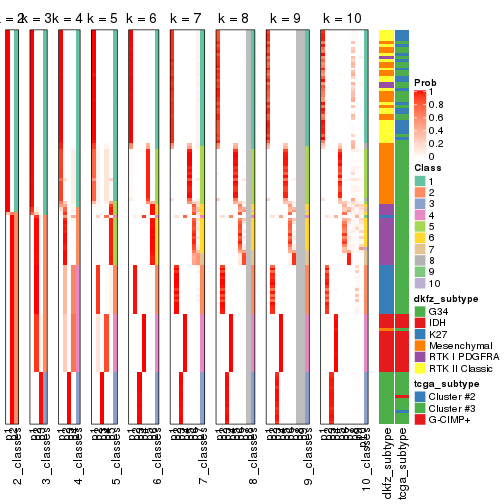 k = 2
k = 3
k = 4
k = 5
k = 6
k = 7
k = 8
k = 9
k = 10
Prob
1
0.8
0.6
0.4
0.2
0
Class
1
2
3
4
5
6
7
8
9
10
dkfz_subtype
G34
IDH
K27
Mesenchymal
RTK I PDGFRA
RTK II Classic
tcga_subtype
Cluster #2
Cluster #3
G-CIMP+
2_classes
3_classes
4_classes
5_classes
6_classes
7_classes
8_classes
9_classes
10_classes
dkfz_subtype
tcga_subtype